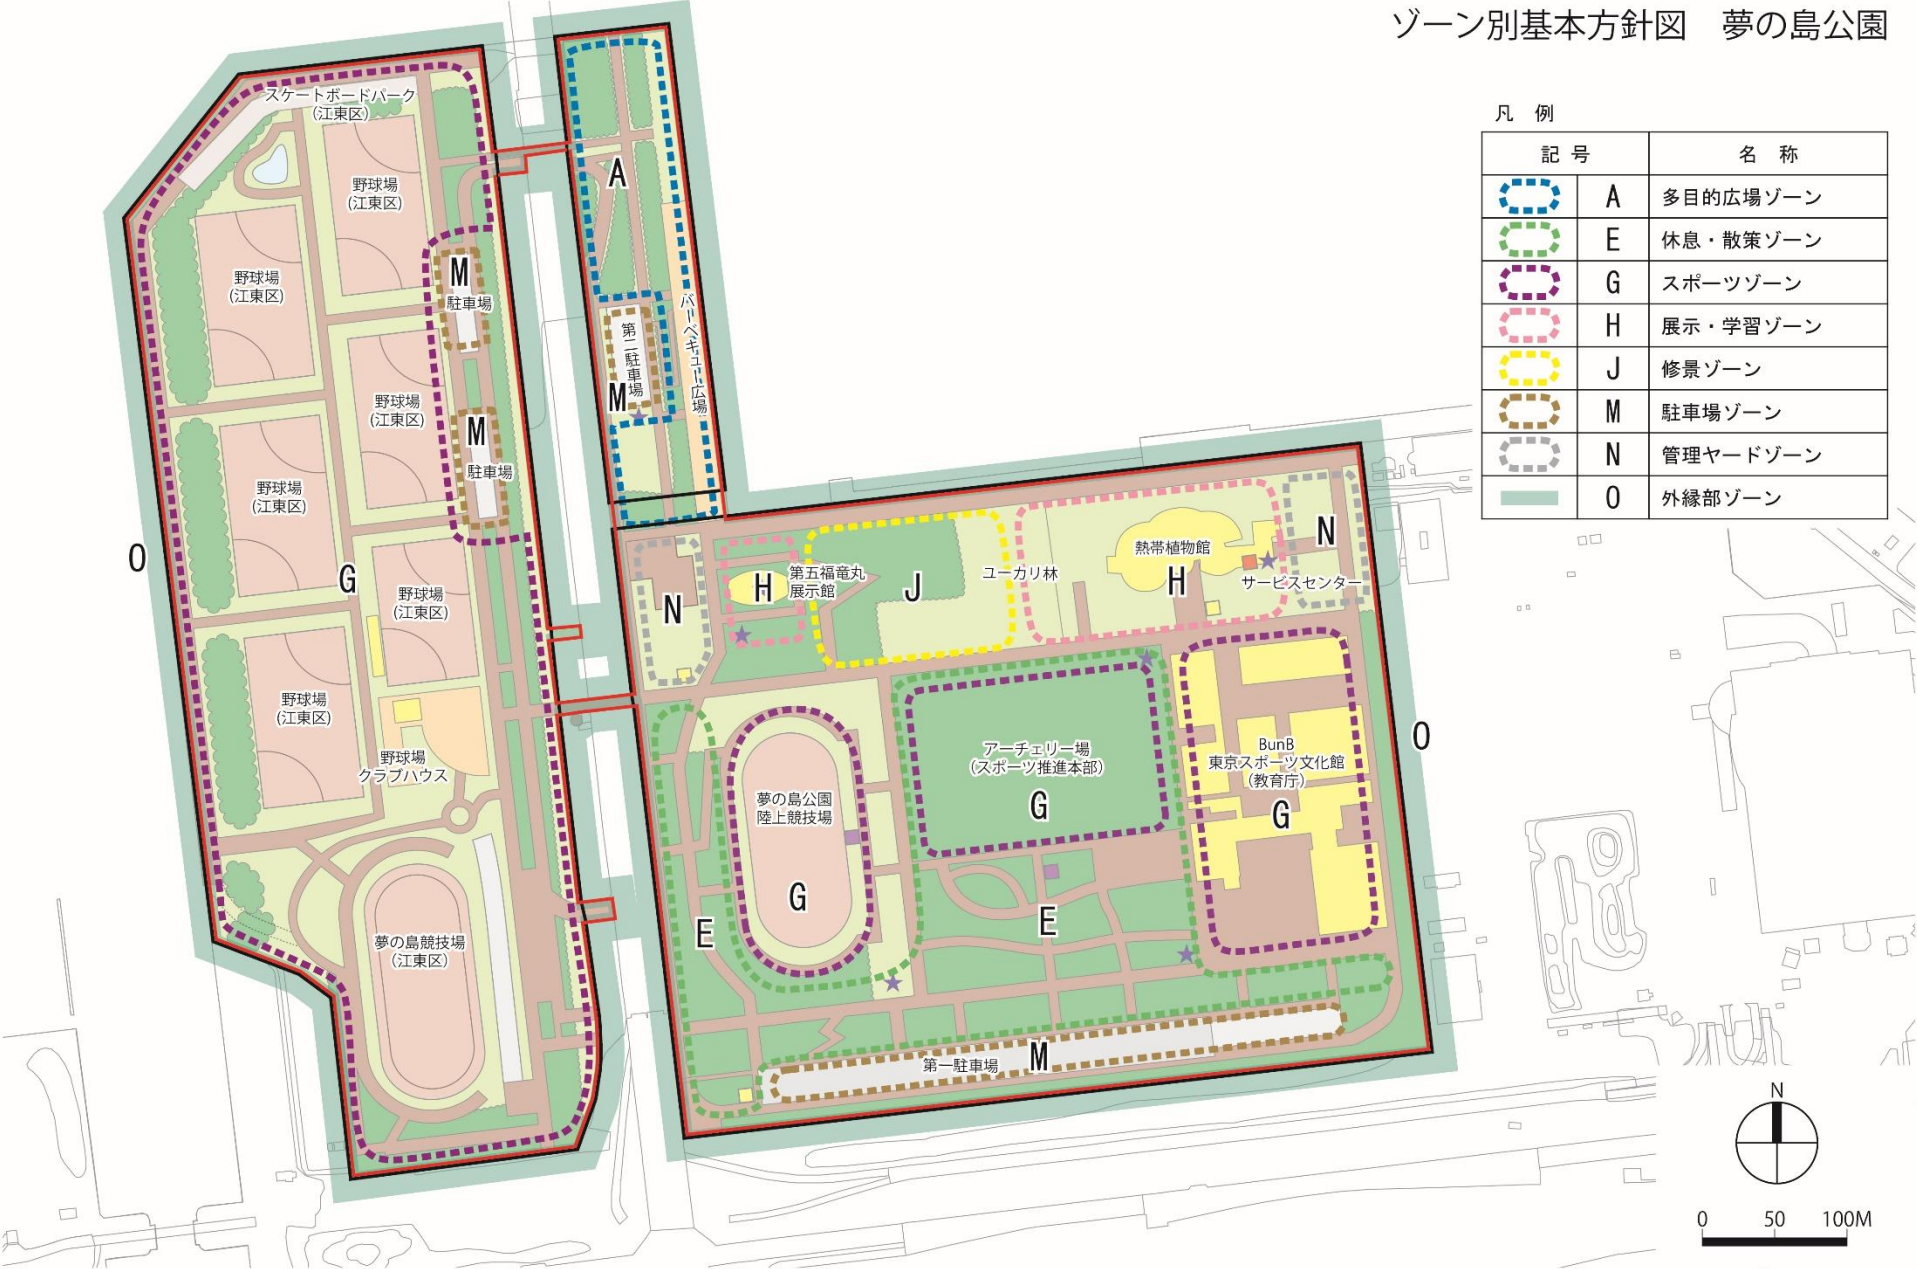 ゾーン別基本方針図　夢の島公園
凡　例
記 号　名　称
A　多目的広場ゾーン
E　休息・散策ゾーン
G　スポーツゾーン
H　展示・学習ゾーン
J　修景ゾーン
M　駐車場ゾーン
N　管理ヤードゾーン
O　外縁部ゾーン
スケートボードパーク
(江東区)
野球場
(江東区)
A
野球場
(江東区)
M
駐車場
バーベキュー広場
第二駐車場
M
野球場
(江東区)
M
駐車場
野球場
(江東区)
O
G
野球場
(江東区)
N
H
第五福竜丸
展示館
J
ユーカリ林
熱帯植物館
H
サービスセンター
N
野球場
(江東区)
野球場
クラブハウス
夢の島公園
陸上競技場
G
アーチェリー場
(スポーツ推進本部)
G
BunB
東京スポーツ文化館
(教育庁)
G
O
E
E
夢の島競技場
(江東区)
第一駐車場
M
N
0　50　100M